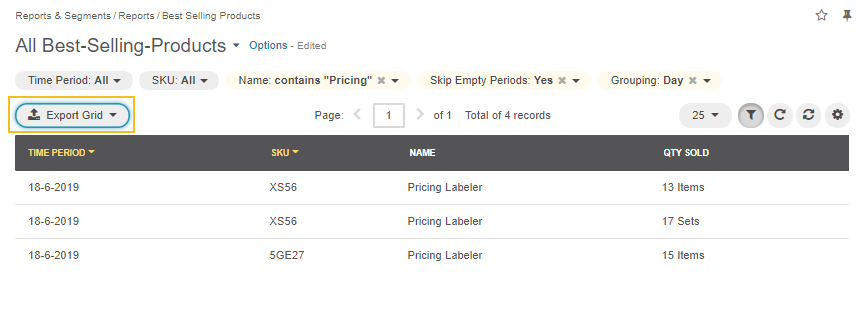 Reports & Segments / Reports / Best Selling Products
All Best-Selling-Products Options - Edited
Time Period: All SKU: All Name: contains "Pricing" Skip Empty Periods: Yes Grouping: Day
Export Grid Page: 1 of 1 Total of 4 records 25
TIME PERIOD SKU NAME QTY SOLD
18-6-2019 XS56 Pricing Labeler 13 Items
18-6-2019 XS56 Pricing Labeler 17 Sets
18-6-2019 5GE27 Pricing Labeler 15 Items